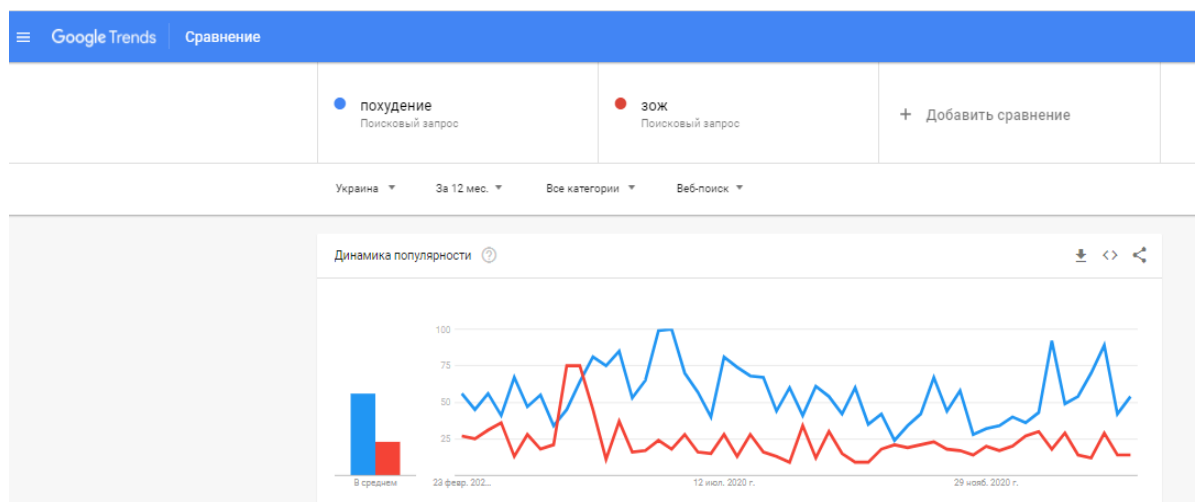 Google Trends Сравнение
похудение
Поисковый запрос
зож
Поисковый запрос
+ Добавить сравнение
Украина За 12 мес. Все категории Веб-поиск
Динамика популярности ?
100
75
50
25
В среднем
23 февр. 202...
12 июл. 2020 г.
29 нояб. 2020 г.